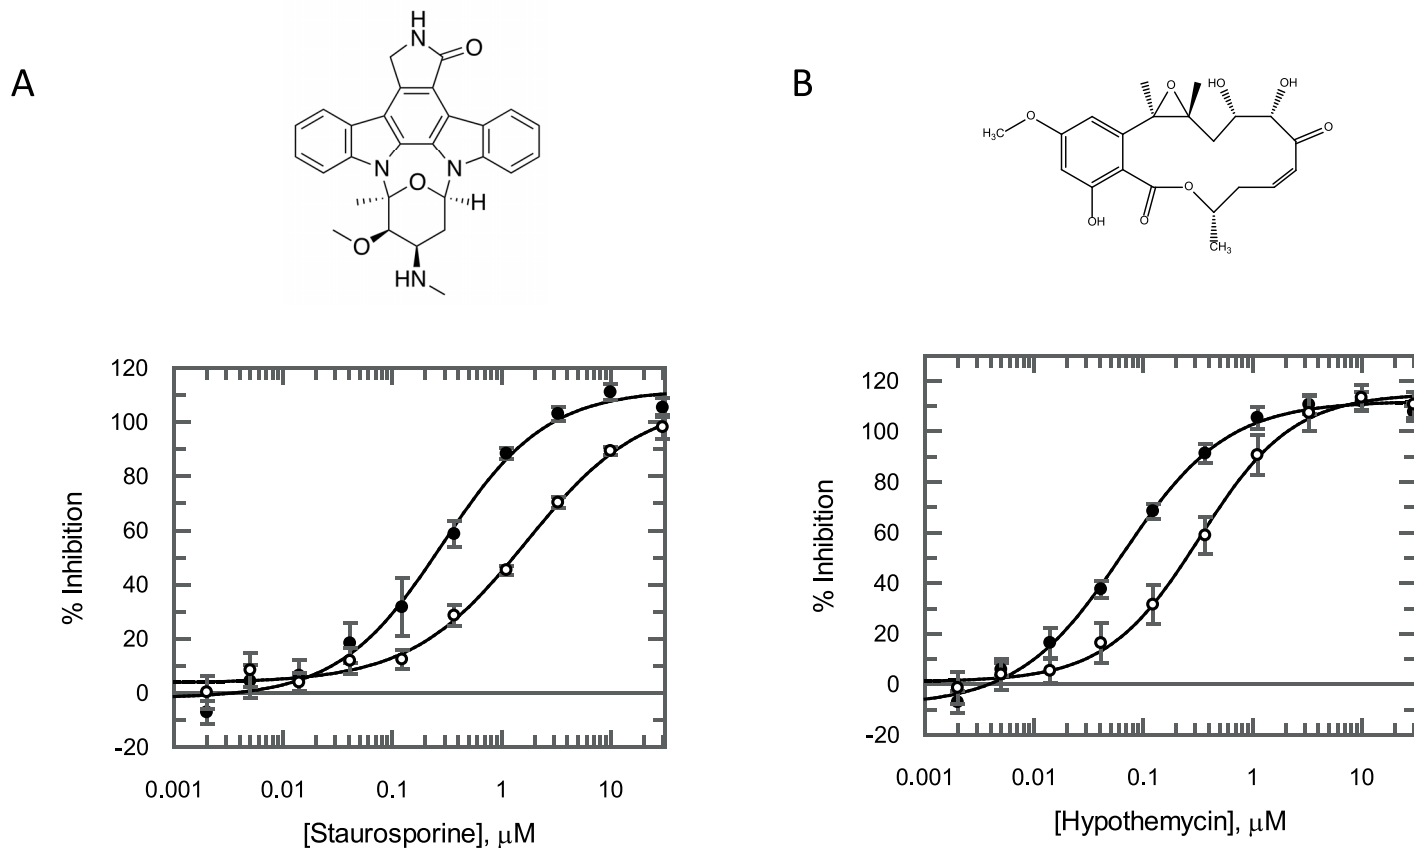 A
H
N
O
N
N
O
H
O
HN
120
100
80
60
40
20
0
-20
% Inhibition
0.001
0.01
0.1
1
10
[Staurosporine], μM
B
O
HO
OH
O
H₃C
O
O
OH
O
CH₃
120
100
80
60
40
20
0
-20
% Inhibition
0.001
0.01
0.1
1
10
[Hypothemycin], μM